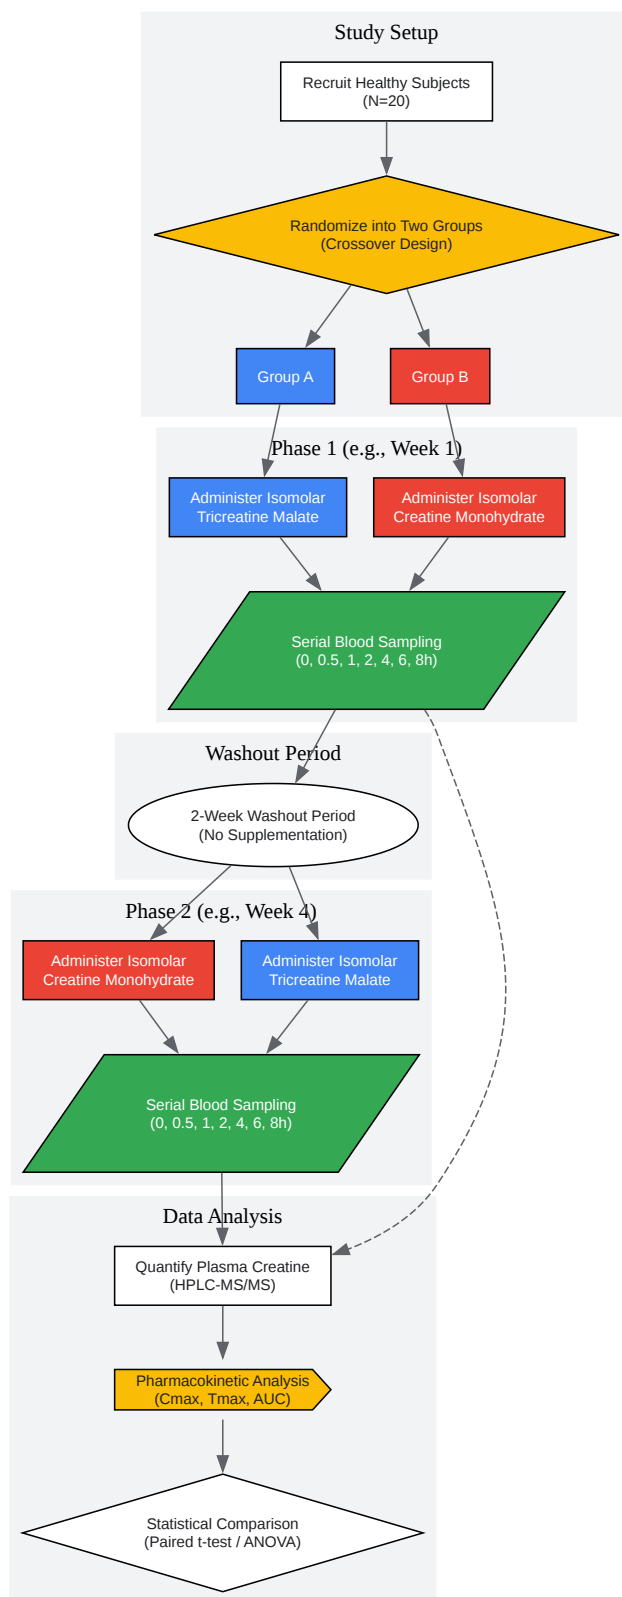 Study Setup
Recruit Healthy Subjects
(N=20)
Randomize into Two Groups
(Crossover Design)
Group A
Group B
Phase 1 (e.g., Week 1)
Administer Isomolar
Tricreatine Malate
Administer Isomolar
Creatine Monohydrate
Serial Blood Sampling
(0, 0.5, 1, 2, 4, 6, 8h)
Washout Period
2-Week Washout Period
(No Supplementation)
Phase 2 (e.g., Week 4)
Administer Isomolar
Creatine Monohydrate
Administer Isomolar
Tricreatine Malate
Serial Blood Sampling
(0, 0.5, 1, 2, 4, 6, 8h)
Data Analysis
Quantify Plasma Creatine
(HPLC-MS/MS)
Pharmacokinetic Analysis
(Cmax, Tmax, AUC)
Statistical Comparison
(Paired t-test / ANOVA)